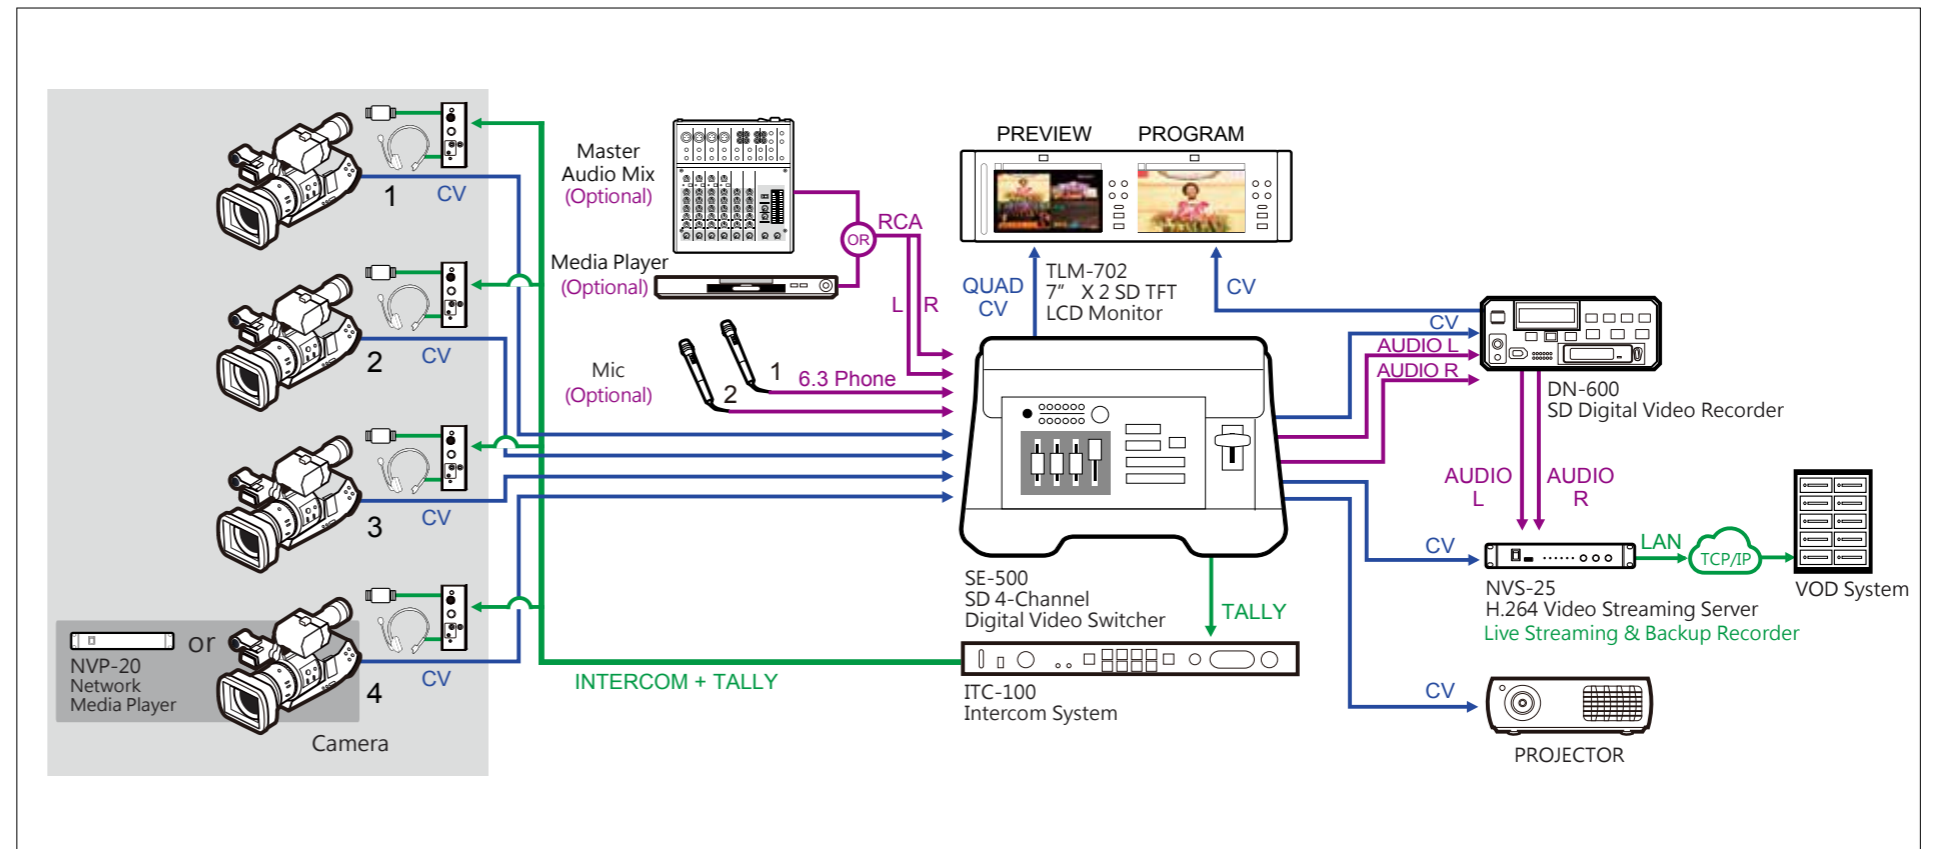 1
CV
2
CV
3
CV
4
CV
or
NVP-20
Network
Media Player
Camera
INTERCOM + TALLY
Master
Audio Mix
(Optional)
Media Player
(Optional)
OR
RCA
L
R
Mic
(Optional)
1
2
6.3 Phone
PREVIEW
PROGRAM
QUAD
CV
TLM-702
7” X 2 SD TFT
LCD Monitor
CV
SE-500
SD 4-Channel
Digital Video Switcher
TALLY
ITC-100
Intercom System
CV
AUDIO L
AUDIO R
DN-600
SD Digital Video Recorder
AUDIO
L
AUDIO
R
CV
LAN
TCP/IP
VOD System
NVS-25
H.264 Video Streaming Server
Live Streaming & Backup Recorder
CV
PROJECTOR